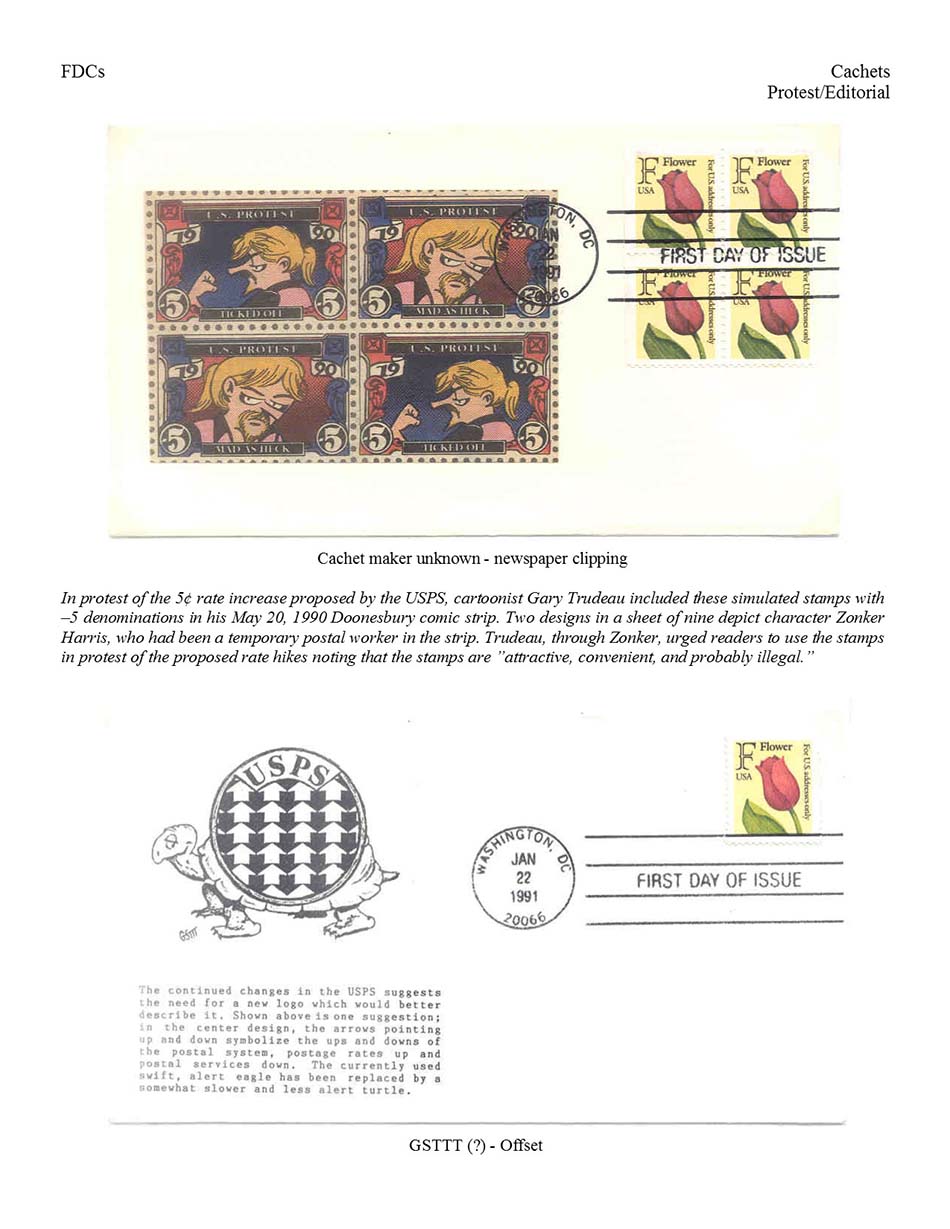 FDCs
Cachets
Protest/Editorial
U.S. PROTEST
19 90
5 5
TICKED OFF
U.S. PROTEST
19 90
5 5
MAD AS HECK
U.S. PROTEST
19 90
5 5
MAD AS HECK
U.S. PROTEST
19 90
5 5
TICKED OFF
WASHINGTON, DC
JAN
22
1991
20066
F Flower
USA
For U.S. addresses only
F Flower
USA
For U.S. addresses only
FIRST DAY OF ISSUE
F Flower
USA
For U.S. addresses only
F Flower
USA
For U.S. addresses only
Cachet maker unknown - newspaper clipping
In protest of the 5¢ rate increase proposed by the USPS, cartoonist Gary Trudeau included these simulated stamps with
–5 denominations in his May 20, 1990 Doonesbury comic strip. Two designs in a sheet of nine depict character Zonker
Harris, who had been a temporary postal worker in the strip. Trudeau, through Zonker, urged readers to use the stamps
in protest of the proposed rate hikes noting that the stamps are ”attractive, convenient, and probably illegal.”
USPS
GSTTT
F Flower
USA
For U.S. addresses only
WASHINGTON, DC
JAN
22
1991
20066
FIRST DAY OF ISSUE
The continued changes in the USPS suggests
the need for a new logo which would better
describe it. Shown above is one suggestion;
in the center design, the arrows pointing
up and down symbolize the ups and downs of
the postal system, postage rates up and
postal services down. The currently used
swift, alert eagle has been replaced by a
somewhat slower and less alert turtle.
GSTTT (?) - Offset